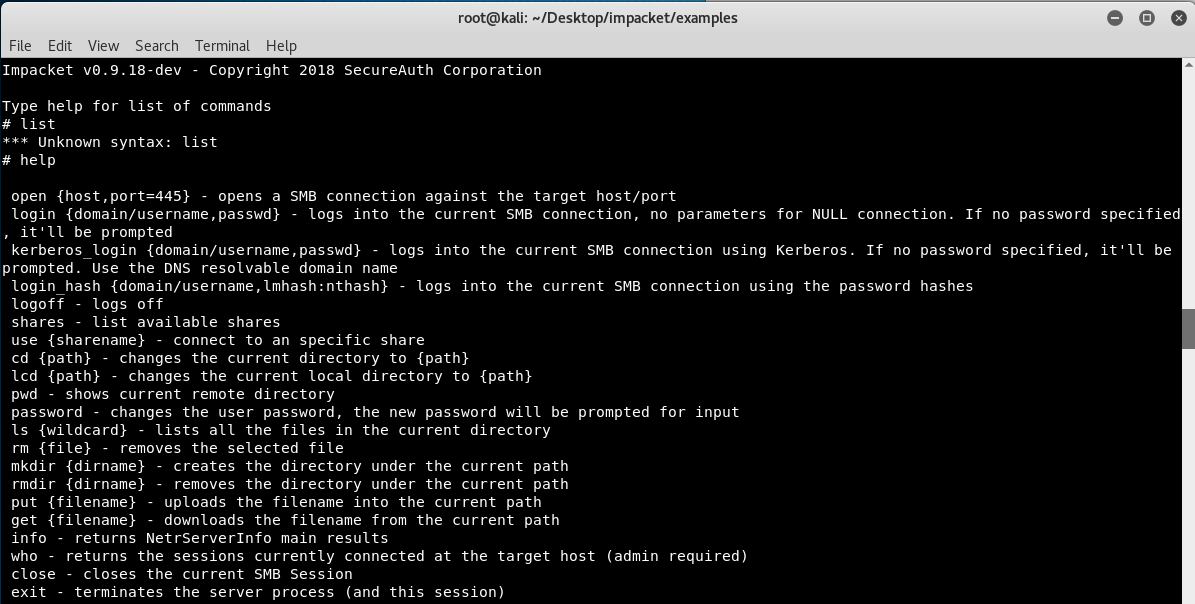 root@kali: ~/Desktop/impacket/examples
File Edit View Search Terminal Help
Impacket v0.9.18-dev - Copyright 2018 SecureAuth Corporation
Type help for list of commands
# list
*** Unknown syntax: list
# help
open {host,port=445} - opens a SMB connection against the target host/port
login {domain/username,passwd} - logs into the current SMB connection, no parameters for NULL connection. If no password specified
, it'll be prompted
kerberos_login {domain/username,passwd} - logs into the current SMB connection using Kerberos. If no password specified, it'll be
prompted. Use the DNS resolvable domain name
login_hash {domain/username,lmhash:nthash} - logs into the current SMB connection using the password hashes
logoff - logs off
shares - list available shares
use {sharename} - connect to an specific share
cd {path} - changes the current directory to {path}
lcd {path} - changes the current local directory to {path}
pwd - shows current remote directory
password - changes the user password, the new password will be prompted for input
ls {wildcard} - lists all the files in the current directory
rm {file} - removes the selected file
mkdir {dirname} - creates the directory under the current path
rmdir {dirname} - removes the directory under the current path
put {filename} - uploads the filename into the current path
get {filename} - downloads the filename from the current path
info - returns NetrServerInfo main results
who - returns the sessions currently connected at the target host (admin required)
close - closes the current SMB Session
exit - terminates the server process (and this session)